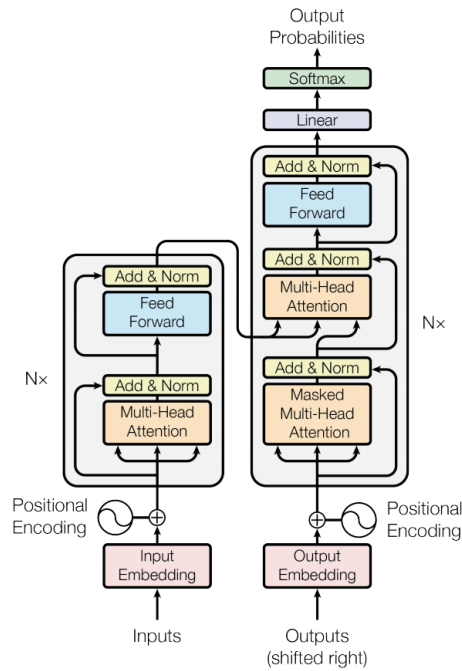 Output
Probabilities
Softmax
Linear
Add & Norm
Feed
Forward
Add & Norm
Multi-Head
Attention
Add & Norm
Masked
Multi-Head
Attention
N×
Add & Norm
Feed
Forward
Add & Norm
Multi-Head
Attention
N×
Positional
Encoding
Positional
Encoding
Input
Embedding
Output
Embedding
Inputs
Outputs
(shifted right)